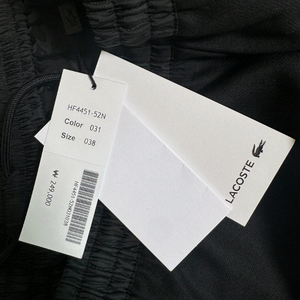 HF4451-52N
Color 031
Size 038
₩ 249,000
LACOSTE